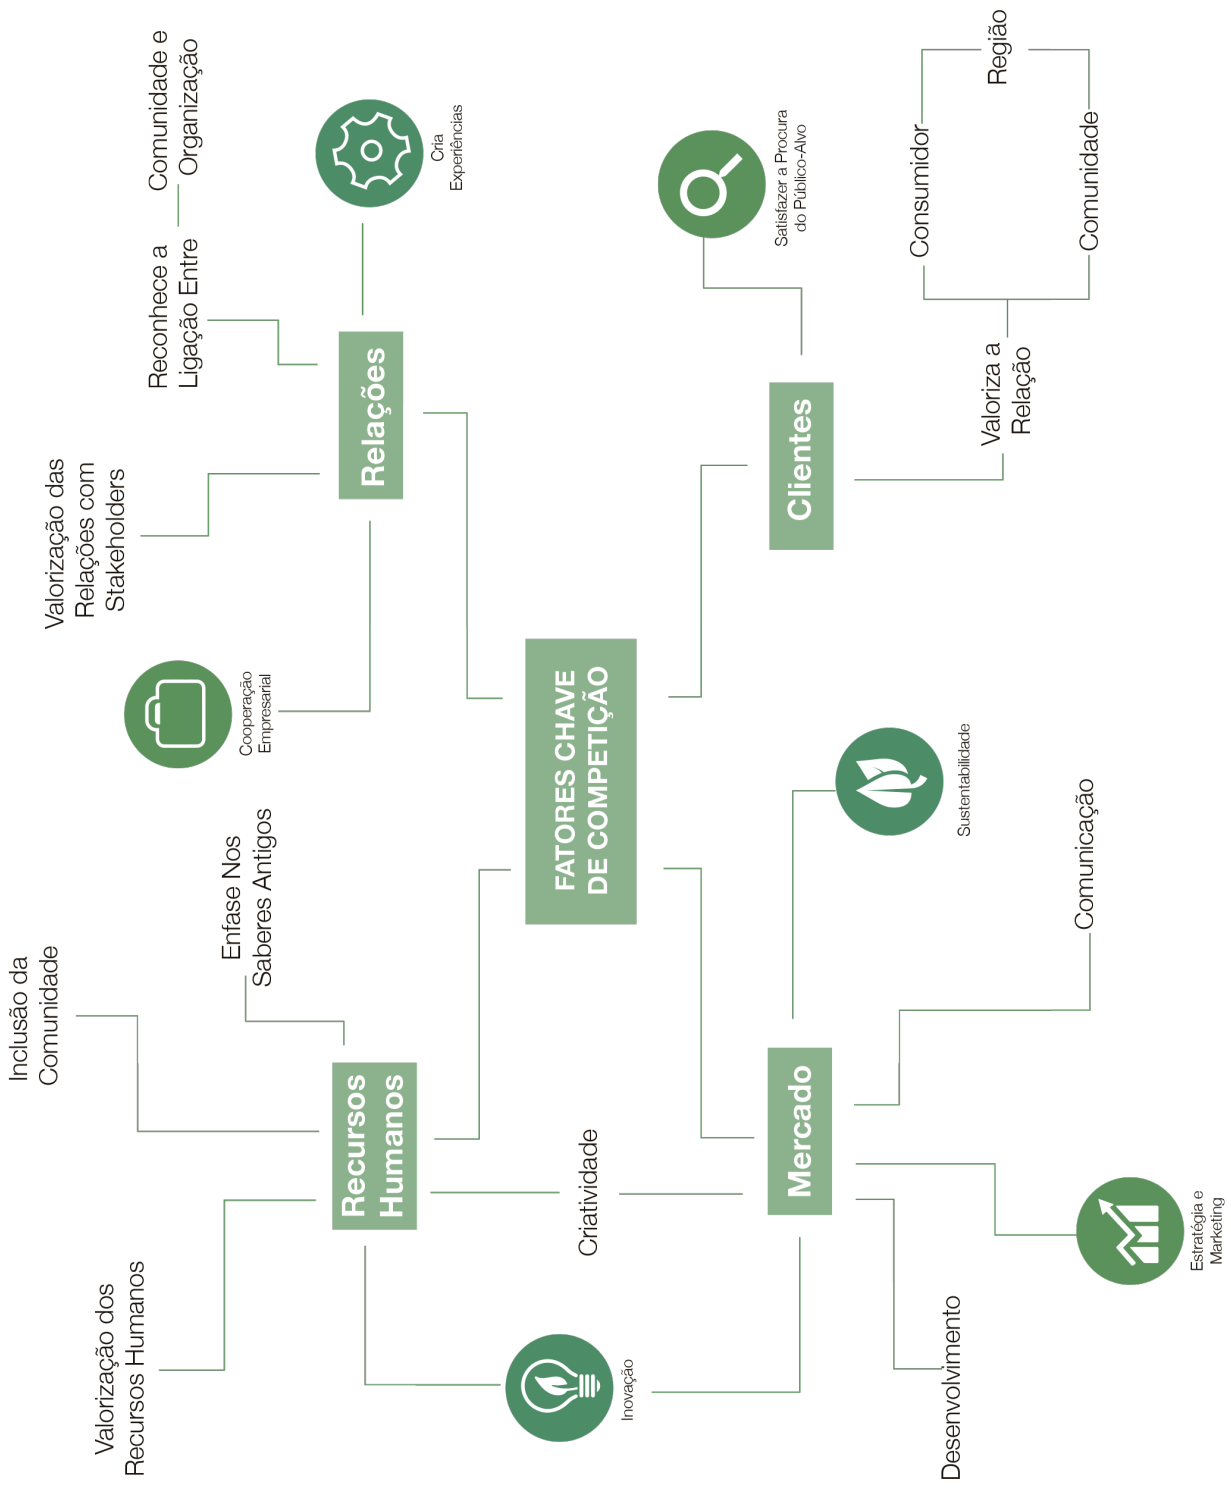 Inclusão da
Comunidade
Valorização das
Relações com
Stakeholders
Comunidade e
Organização
Reconhece a
Ligação Entre
Valorização dos
Recursos Humanos
Enfase Nos
Saberes Antigos
Cooperação
Empresarial
Cria
Experiências
Recursos
Humanos
Relações
Inovação
Criatividade
FATORES CHAVE
DE COMPETIÇÃO
Satisfazer a Procura
do Público-Alvo
Mercado
Clientes
Desenvolvimento
Sustentabilidade
Valoriza a
Relação
Consumidor
Região
Comunidade
Comunicação
Estratégia e
Marketing